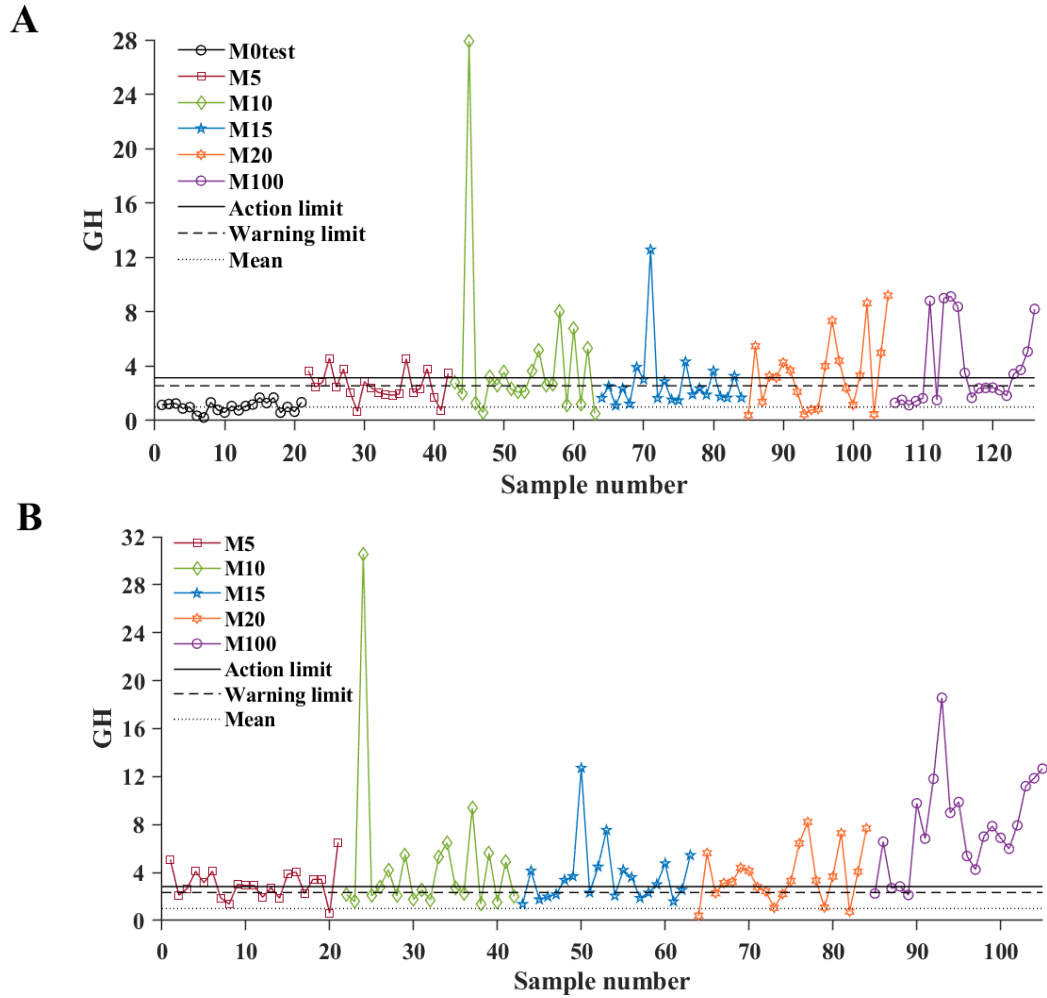 A
28
24
20
16
12
8
4
0
GH
M0test
M5
M10
M15
M20
M100
Action limit
Warning limit
Mean
0 10 20 30 40 50 60 70 80 90 100 110 120
Sample number
B
32
28
24
20
16
12
8
4
0
GH
M5
M10
M15
M20
M100
Action limit
Warning limit
Mean
0 10 20 30 40 50 60 70 80 90 100
Sample number